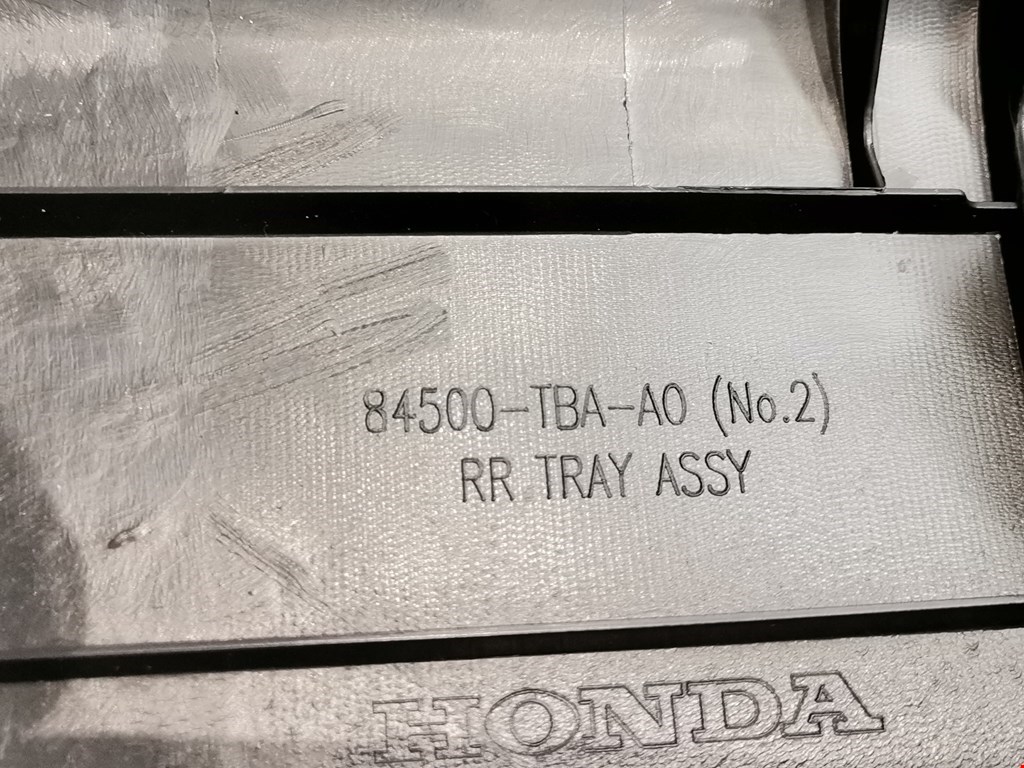 84500-TBA-A0 (No.2)
RR TRAY ASSY
HONDA